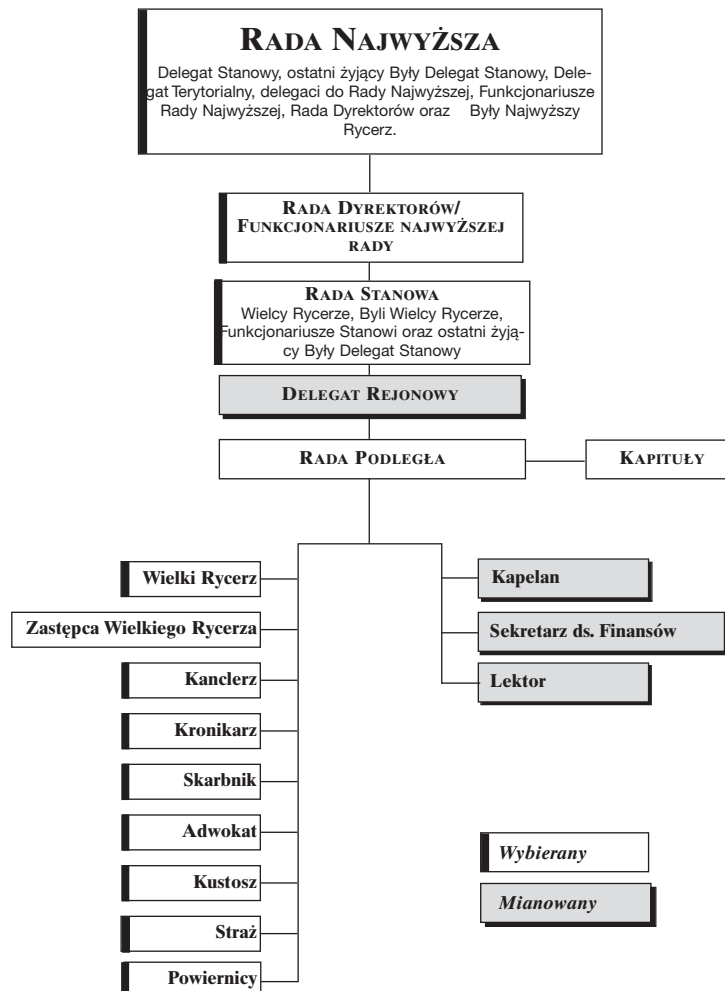 RADA NAJWYŻSZA
Delegat Stanowy, ostatni żyjący Były Delegat Stanowy, Dele-
gat Terytorialny, delegaci do Rady Najwyższej, Funkcjonariusze
Rady Najwyższej, Rada Dyrektorów oraz Były Najwyższy
Rycerz.
RADA DYREKTORÓW/
FUNKCJONARIUSZE NAJWYŻSZEJ
RADY
RADA STANOWA
Wielcy Rycerze, Byli Wielcy Rycerze,
Funkcjonariusze Stanowi oraz ostatni żyją-
cy Były Delegat Stanowy
DELEGAT REJONOWY
RADA PODLEGŁA
KAPITUŁY
Wielki Rycerz
Zastępca Wielkiego Rycerza
Kanclerz
Kronikarz
Skarbnik
Adwokat
Kustosz
Straż
Powiernicy
Kapelan
Sekretarz ds. Finansów
Lektor
Wybierany
Mianowany